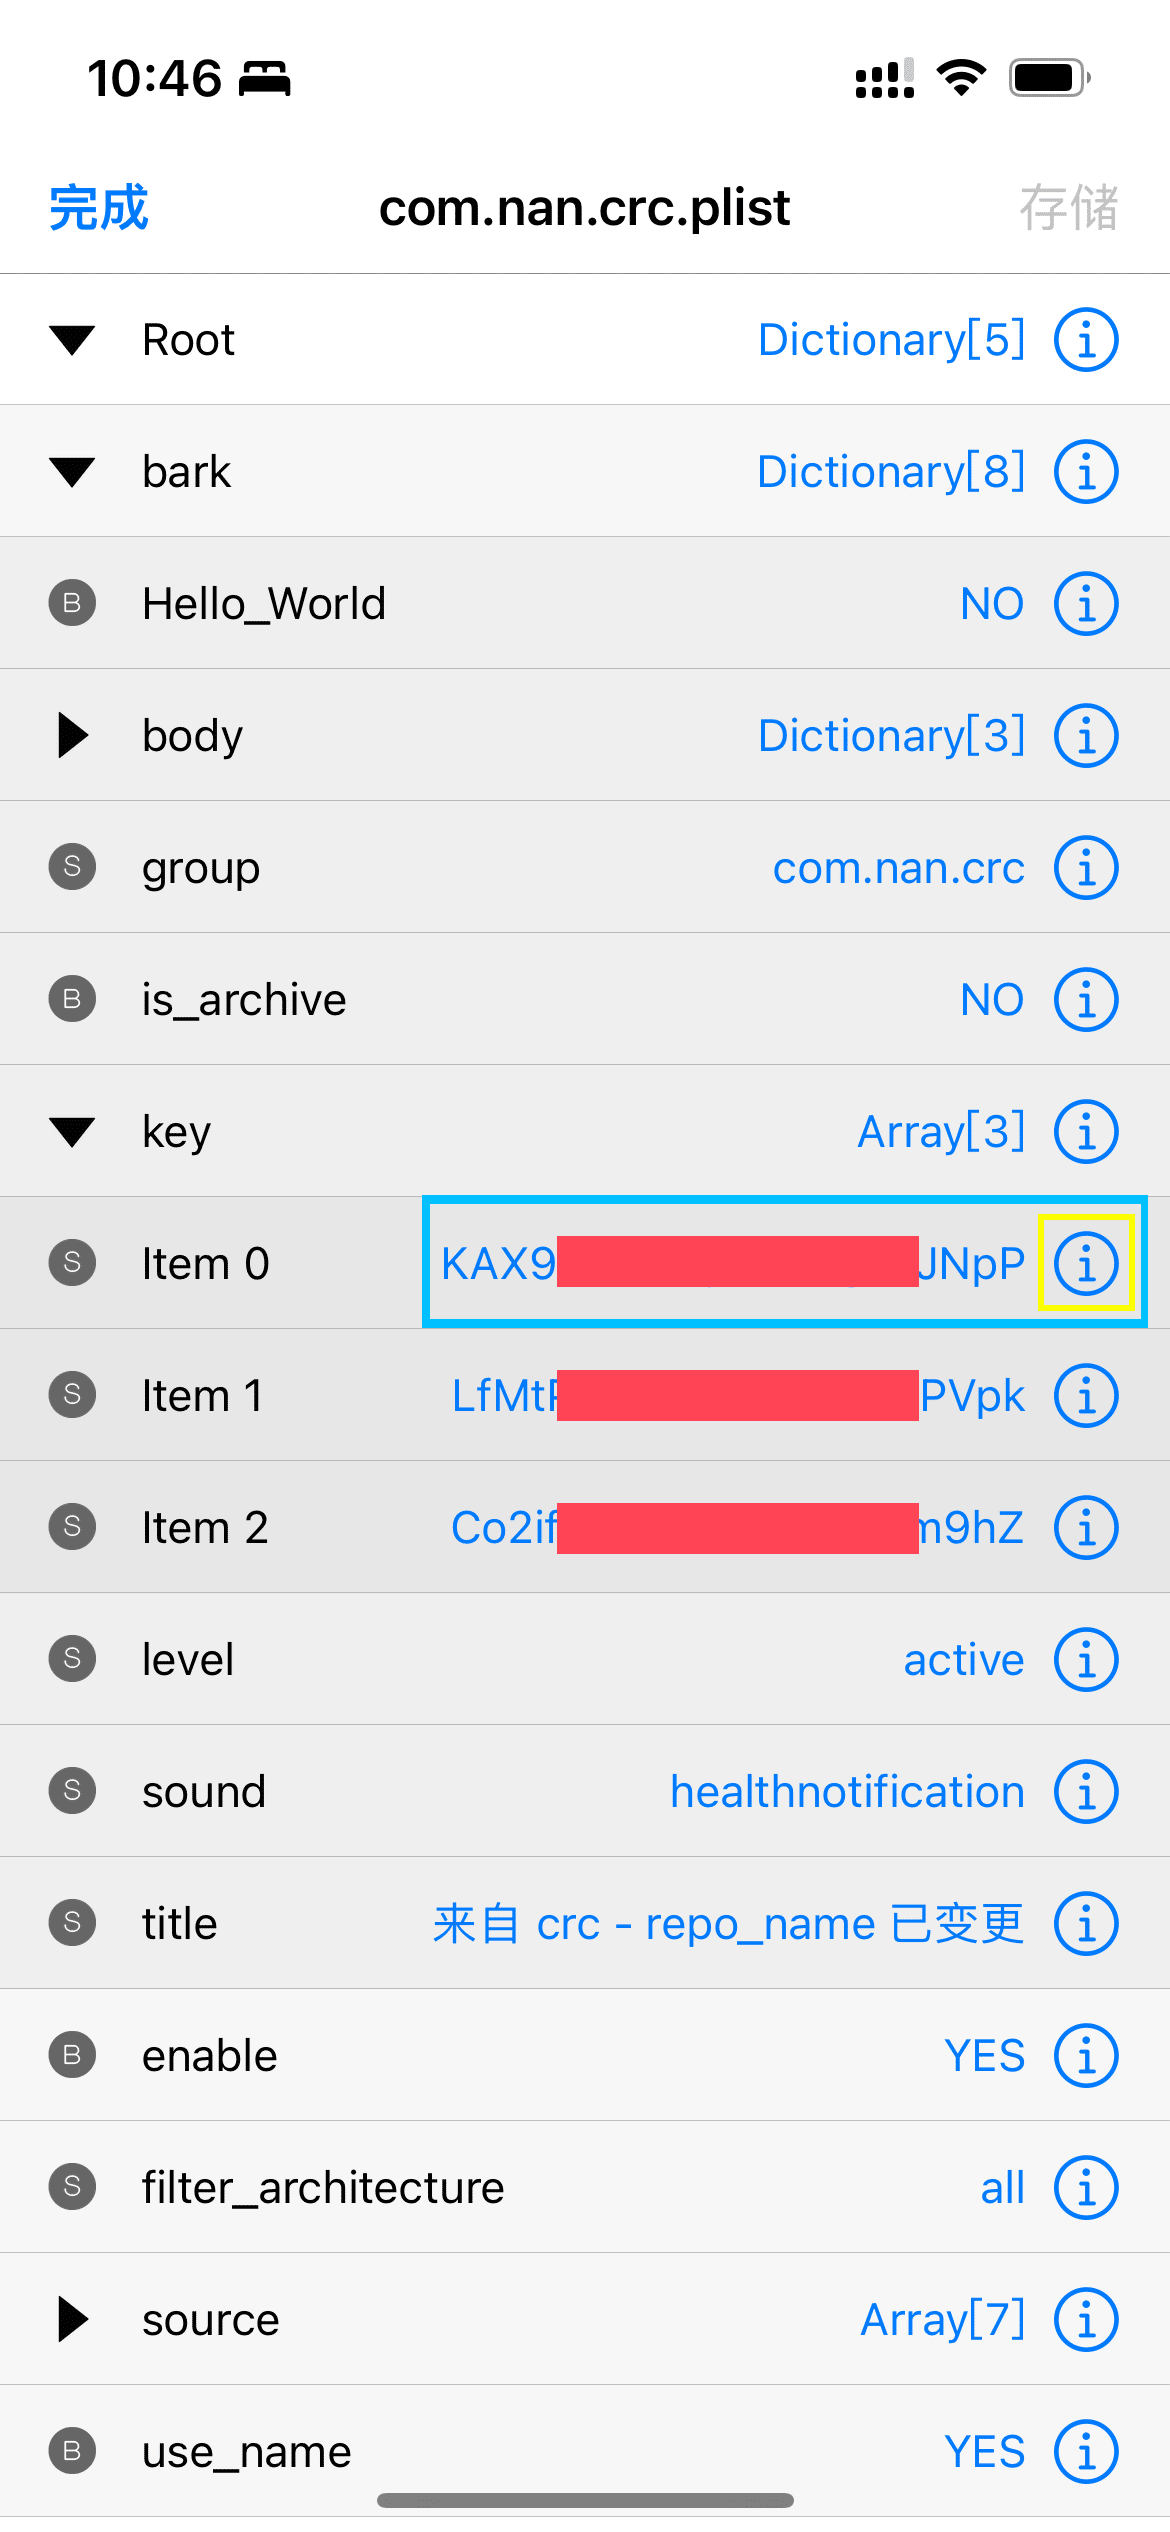 10:46
完成 com.nan.crc.plist 存储
Root Dictionary[5]
bark Dictionary[8]
B Hello_World NO
body Dictionary[3]
S group com.nan.crc
B is_archive NO
key Array[3]
S Item 0 KAX9 JNpP
S Item 1 LfMt PVpk
S Item 2 Co2if m9hZ
S level active
S sound healthnotification
S title 来自 crc - repo_name 已变更
B enable YES
S filter_architecture all
source Array[7]
B use_name YES